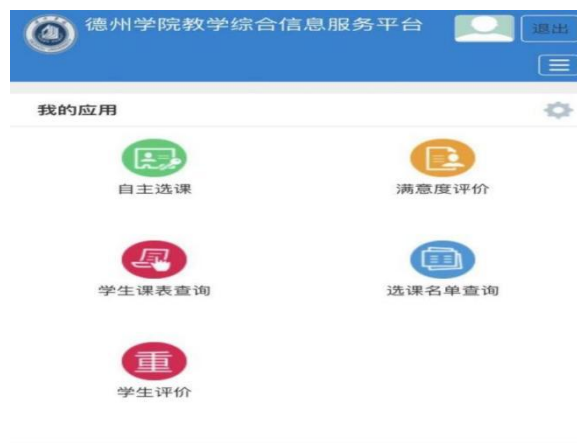 德州学院教学综合信息服务平台
退出
我的应用
自主选课
满意度评价
学生课表查询
选课名单查询
重
学生评价